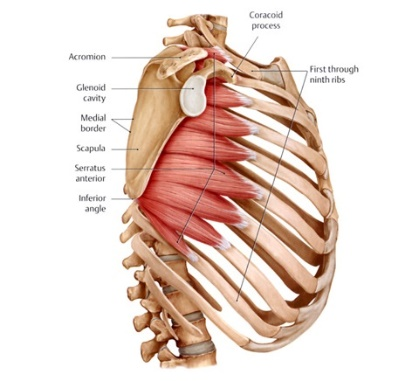 Coracoid
process
Acromion
First through
ninth ribs
Glenoid
cavity
Medial
border
Scapula
Serratus
anterior
Inferior
angle